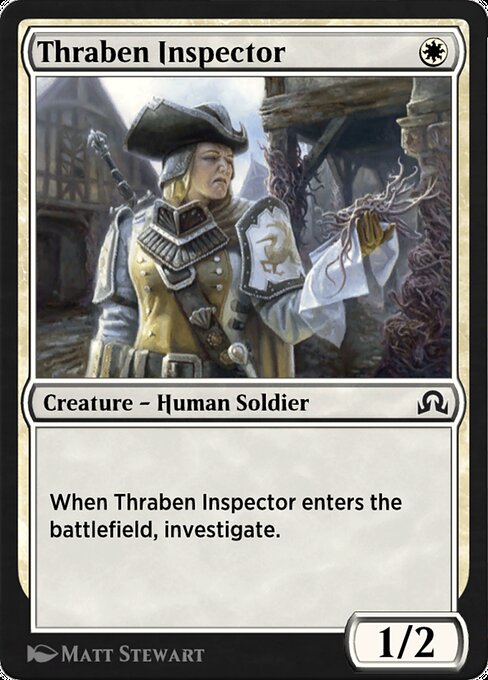 Thraben Inspector
Creature – Human Soldier
When Thraben Inspector enters the
battlefield, investigate.
1/2
Matt Stewart